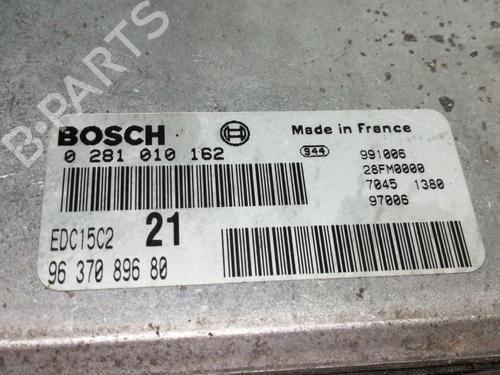 BOSCH
Made in France
0 281 010 162
944
991006
28FM0000
7045 1380
97006
EDC15C2 21
96 370 896 80
B-PARTS